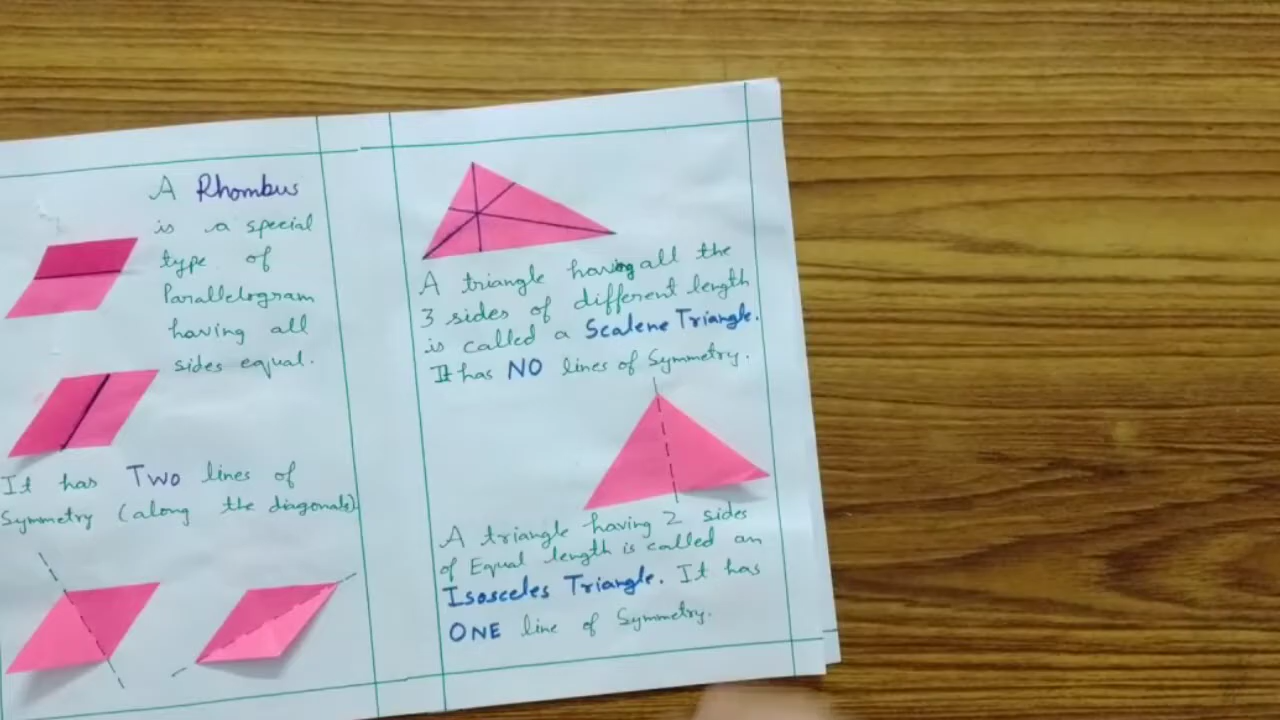 A Rhombus
is a special
type of
Parallelogram
having all
sides equal.
It has Two lines of
Symmetry (along the diagonals)
A triangle having all the
3 sides of different length
is called a Scalene Triangle.
It has NO lines of Symmetry.
A triangle having 2 sides
of Equal length is called an
Isosceles Triangle. It has
ONE line of Symmetry.